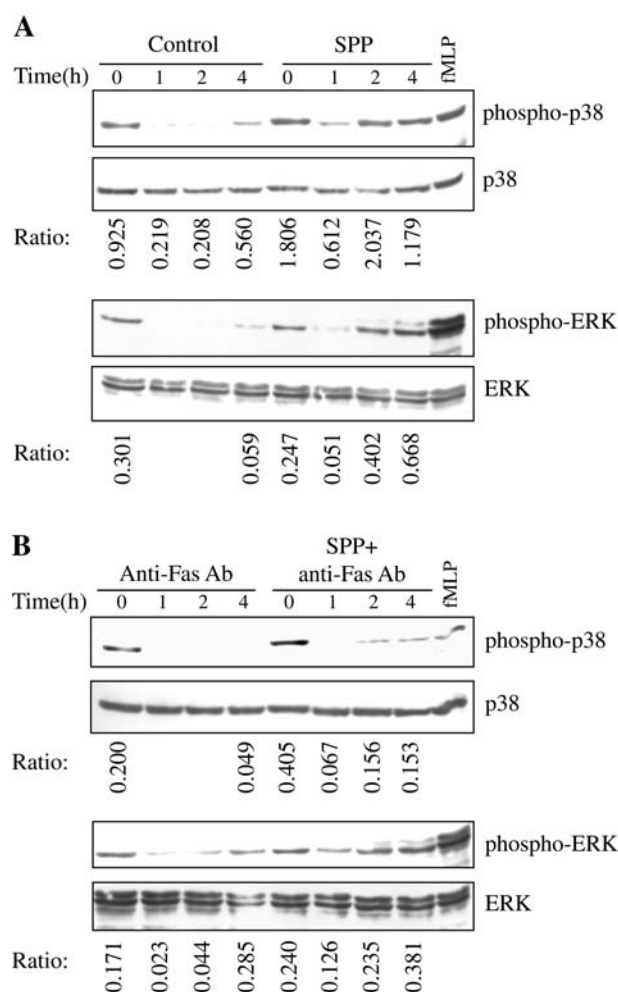 A
Control SPP fMLP
Time(h) 0 1 2 4 0 1 2 4
phospho-p38
p38
Ratio: 0.925 0.219 0.208 0.560 1.806 0.612 2.037 1.179
phospho-ERK
ERK
Ratio: 0.301 0.059 0.247 0.051 0.402 0.668
B
SPP+
Anti-Fas Ab anti-Fas Ab fMLP
Time(h) 0 1 2 4 0 1 2 4
phospho-p38
p38
Ratio: 0.200 0.049 0.405 0.067 0.156 0.153
phospho-ERK
ERK
Ratio: 0.171 0.023 0.044 0.285 0.240 0.126 0.235 0.381